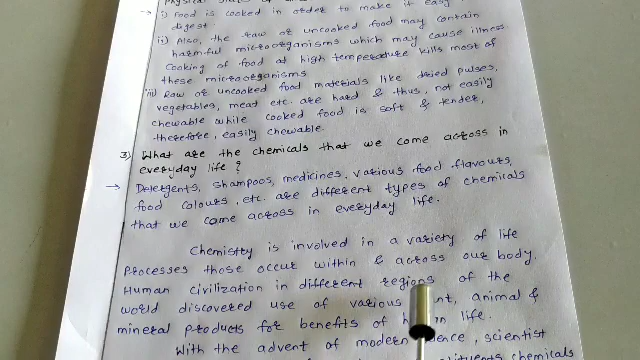 i) Food is cooked in order to make it easy
digest.
ii) Also, the raw or uncooked food may contain
harmful microorganisms which may cause illness
Cooking of food at high temperature kills most of
these microorganisms.
iii) Raw or uncooked food materials like dried pulses,
vegetables, meat etc. are hard & thus, not easily
chewable while cooked food is soft & tender,
therefore, easily chewable.
3) What are the chemicals that we come across in
everyday life?
→ Detergents, shampoos, medicines, various food flavours,
food colours, etc. are different types of chemicals
that we come across in everyday life.
Chemistry is involved in a variety of life
Processes those occur within & across our body.
Human civilization in different regions of the
world discovered use of various nt, animal &
mineral products for benefits of h n life.
With the advent of modern dence, scientist
chemicals